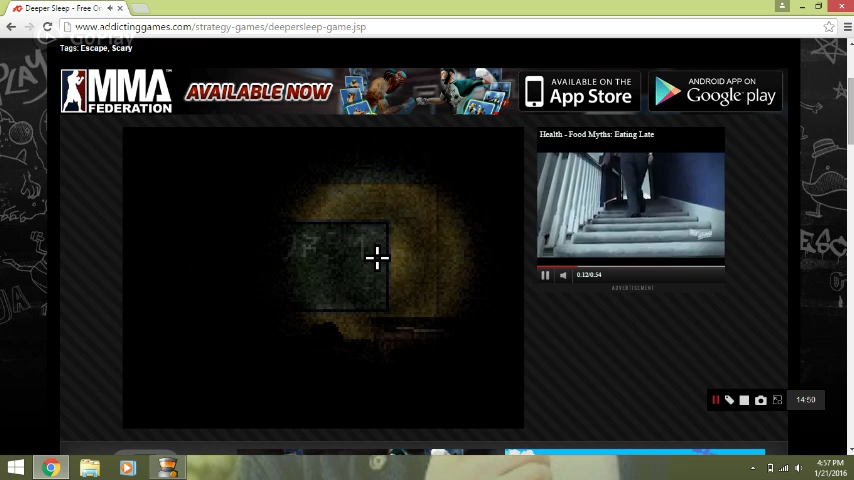 Deeper Sleep - Free On
www.addictinggames.com/strategy-games/deepersleep-game.jsp
GoPlay
Tags: Escape, Scary
MMA
FEDERATION
AVAILABLE NOW
AVAILABLE ON THE
App Store
ANDROID APP ON
Google play
Health - Food Myths: Eating Late
0:12/0:54
ADVERTISEMENT
14:50
4:57 PM
1/21/2016